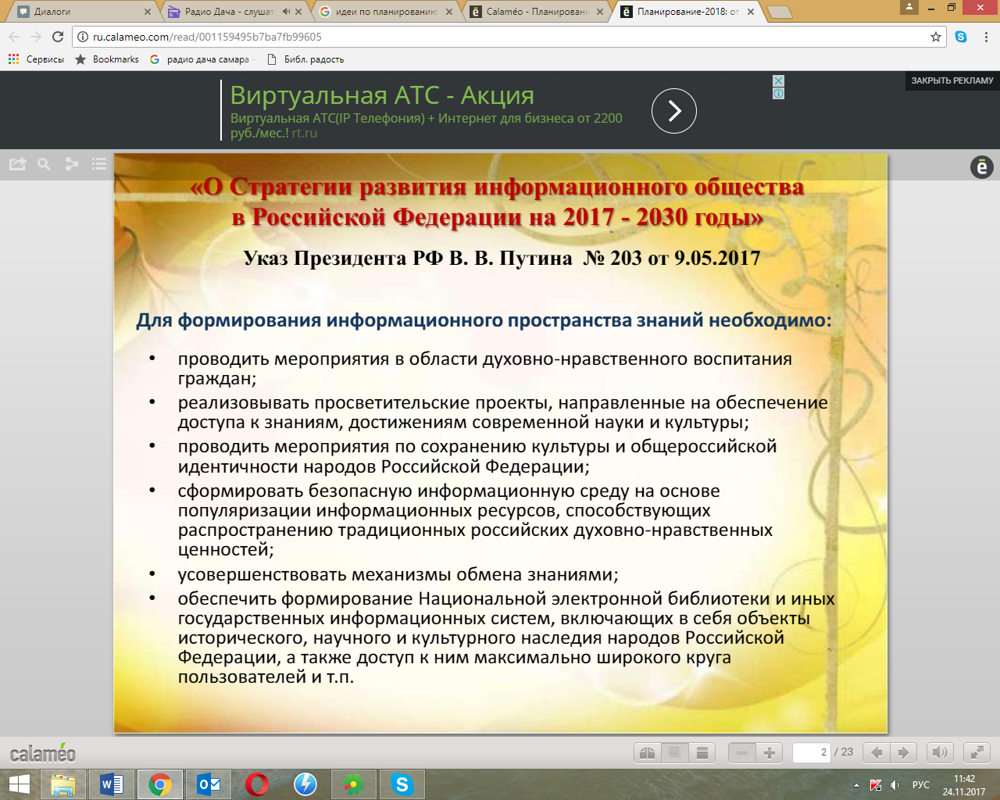 Диалоги
Радио Дача - слушат
идеи по планированию
Calaméo - Планировани
Планирование-2018: от
ru.calameo.com/read/001159495b7ba7fb99605
Сервисы
Bookmarks
радио дача самара -
Библ. радость
ЗАКРЫТЬ РЕКЛАМУ
Виртуальная АТС - Акция
Виртуальная АТС(IP Телефония) + Интернет для бизнеса от 2200
руб./мес.! rt.ru
«О Стратегии развития информационного общества
в Российской Федерации на 2017 - 2030 годы»
Указ Президента РФ В. В. Путина № 203 от 9.05.2017
Для формирования информационного пространства знаний необходимо:
• проводить мероприятия в области духовно-нравственного воспитания
граждан;
• реализовывать просветительские проекты, направленные на обеспечение
доступа к знаниям, достижениям современной науки и культуры;
• проводить мероприятия по сохранению культуры и общероссийской
идентичности народов Российской Федерации;
• сформировать безопасную информационную среду на основе
популяризации информационных ресурсов, способствующих
распространению традиционных российских духовно-нравственных
ценностей;
• усовершенствовать механизмы обмена знаниями;
• обеспечить формирование Национальной электронной библиотеки и иных
государственных информационных систем, включающих в себя объекты
исторического, научного и культурного наследия народов Российской
Федерации, а также доступ к ним максимально широкого круга
пользователей и т.п.
calaméo
2 / 23
РУС
11:42
24.11.2017